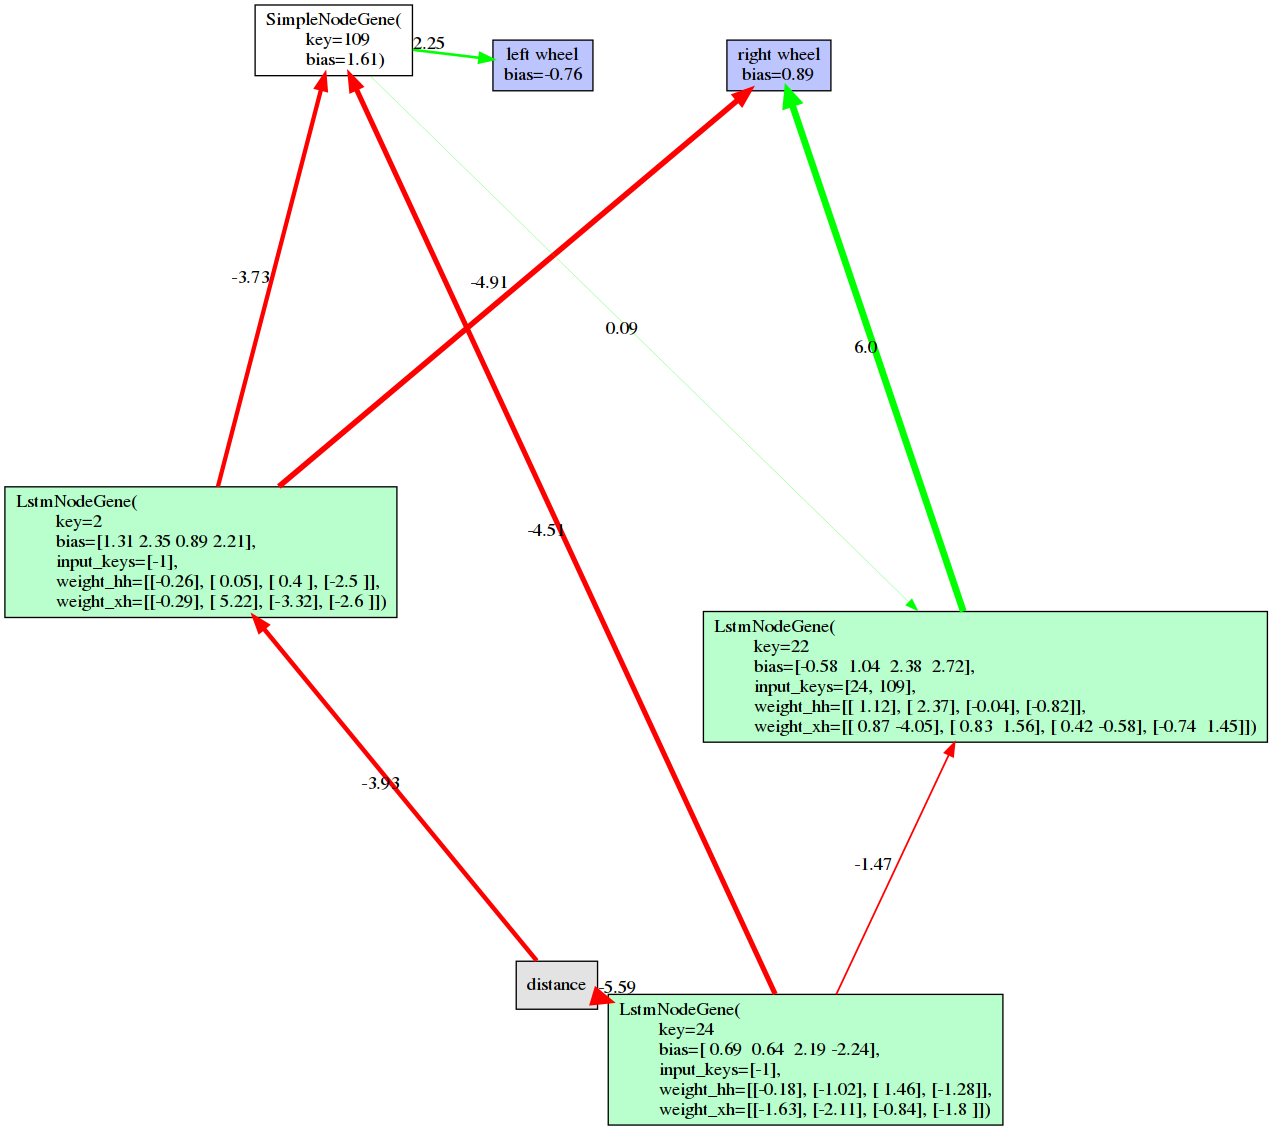 SimpleNodeGene(
key=109
bias=1.61)
2.25
left wheel
bias=-0.76
right wheel
bias=0.89
-3.73
-4.91
0.09
6.0
LstmNodeGene(
key=2
bias=[1.31 2.35 0.89 2.21],
input_keys=[-1],
weight_hh=[[-0.26], [ 0.05], [ 0.4 ], [-2.5 ]],
weight_xh=[[-0.29], [ 5.22], [-3.32], [-2.6 ]])
-4.51
LstmNodeGene(
key=22
bias=[-0.58  1.04  2.38  2.72],
input_keys=[24, 109],
weight_hh=[[ 1.12], [ 2.37], [-0.04], [-0.82]],
weight_xh=[[ 0.87 -4.05], [ 0.83  1.56], [ 0.42 -0.58], [-0.74  1.45]])
-3.93
-1.47
distance
-5.59
LstmNodeGene(
key=24
bias=[ 0.69  0.64  2.19 -2.24],
input_keys=[-1],
weight_hh=[[-0.18], [-1.02], [ 1.46], [-1.28]],
weight_xh=[[-1.63], [-2.11], [-0.84], [-1.8 ]])